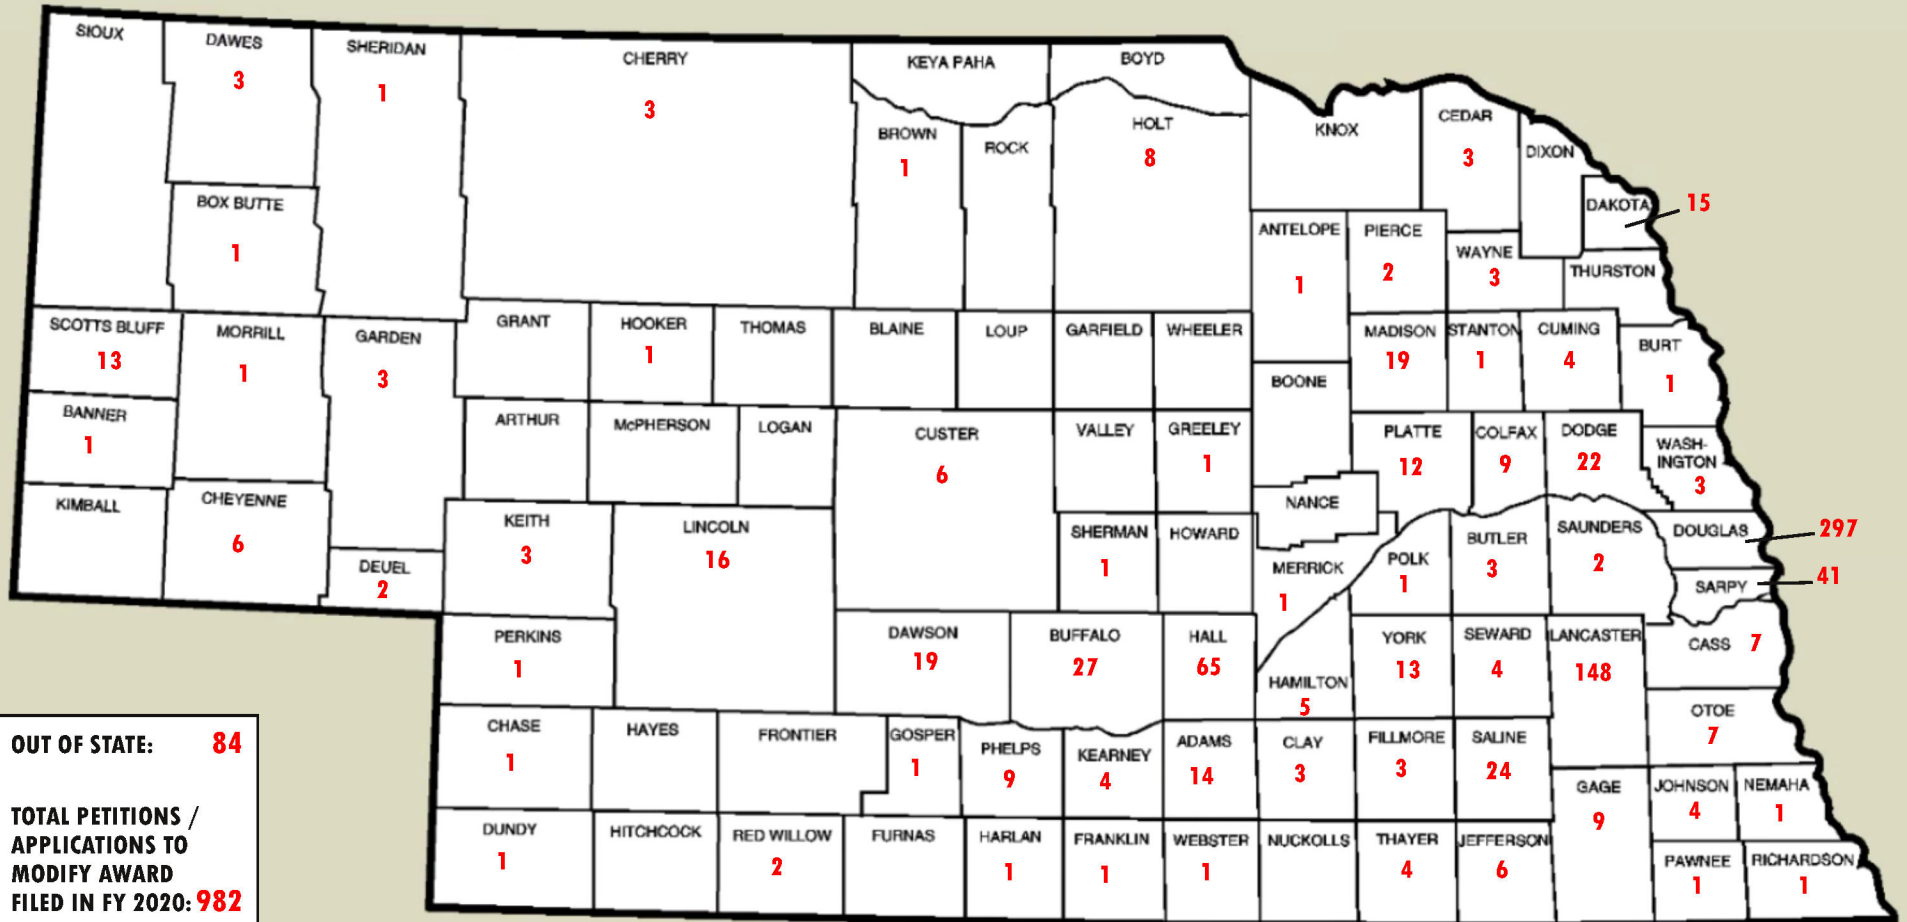 SIOUX
DAWES
3
SHERIDAN
1
CHERRY
3
KEYA PAHA
BOYD
BROWN
1
ROCK
HOLT
8
KNOX
CEDAR
3
DIXON
DAKOTA
15
BOX BUTTE
1
ANTELOPE
1
PIERCE
2
WAYNE
3
THURSTON
SCOTTS BLUFF
13
MORRILL
1
GARDEN
3
GRANT
HOOKER
1
THOMAS
BLAINE
LOUP
GARFIELD
WHEELER
MADISON
19
STANTON
1
CUMING
4
BURT
1
BOONE
BANNER
1
ARTHUR
McPHERSON
LOGAN
CUSTER
6
VALLEY
GREELEY
1
PLATTE
12
COLFAX
9
DODGE
22
WASH-
INGTON
3
KIMBALL
CHEYENNE
6
NANCE
KEITH
3
LINCOLN
16
SHERMAN
1
HOWARD
MERRICK
1
POLK
1
BUTLER
3
SAUNDERS
2
DOUGLAS
297
SARPY
41
DEUEL
2
PERKINS
1
DAWSON
19
BUFFALO
27
HALL
65
HAMILTON
5
YORK
13
SEWARD
4
LANCASTER
148
CASS 7
OTOE
7
CHASE
1
HAYES
FRONTIER
GOSPER
1
PHELPS
9
KEARNEY
4
ADAMS
14
CLAY
3
FILLMORE
3
SALINE
24
GAGE
9
JOHNSON
4
NEMAHA
1
DUNDY
1
HITCHCOCK
RED WILLOW
2
FURNAS
HARLAN
1
FRANKLIN
1
WEBSTER
1
NUCKOLLS
THAYER
4
JEFFERSON
6
PAWNEE
1
RICHARDSON
1
OUT OF STATE: 84
TOTAL PETITIONS /
APPLICATIONS TO
MODIFY AWARD
FILED IN FY 2020: 982